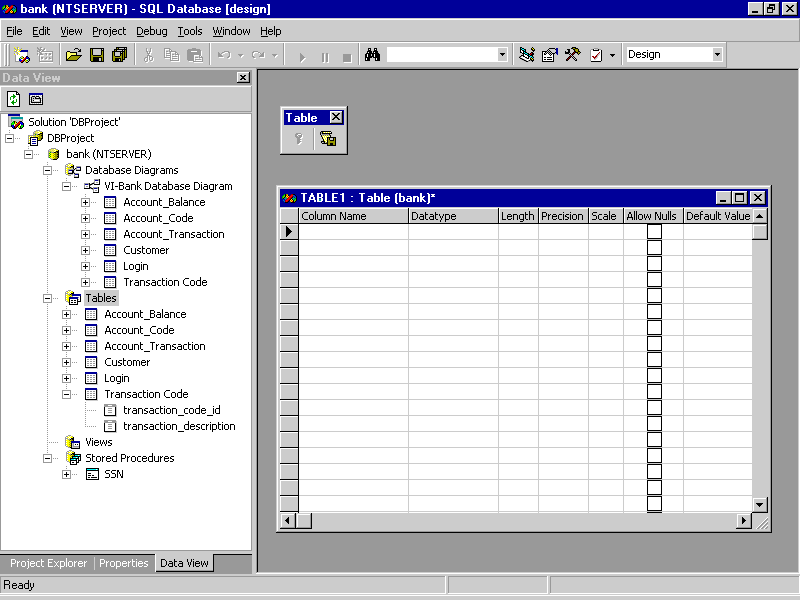 bank (NTSERVER) - SQL Database [design]
File Edit View Project Debug Tools Window Help
Design
Data View
Solution 'DBProject'
DBProject
bank (NTSERVER)
Database Diagrams
VI-Bank Database Diagram
Account_Balance
Account_Code
Account_Transaction
Customer
Login
Transaction Code
Tables
Account_Balance
Account_Code
Account_Transaction
Customer
Login
Transaction Code
transaction_code_id
transaction_description
Views
Stored Procedures
SSN
Project Explorer Properties Data View
Table
TABLE1 : Table (bank)*
Column Name Datatype Length Precision Scale Allow Nulls Default Value
Ready